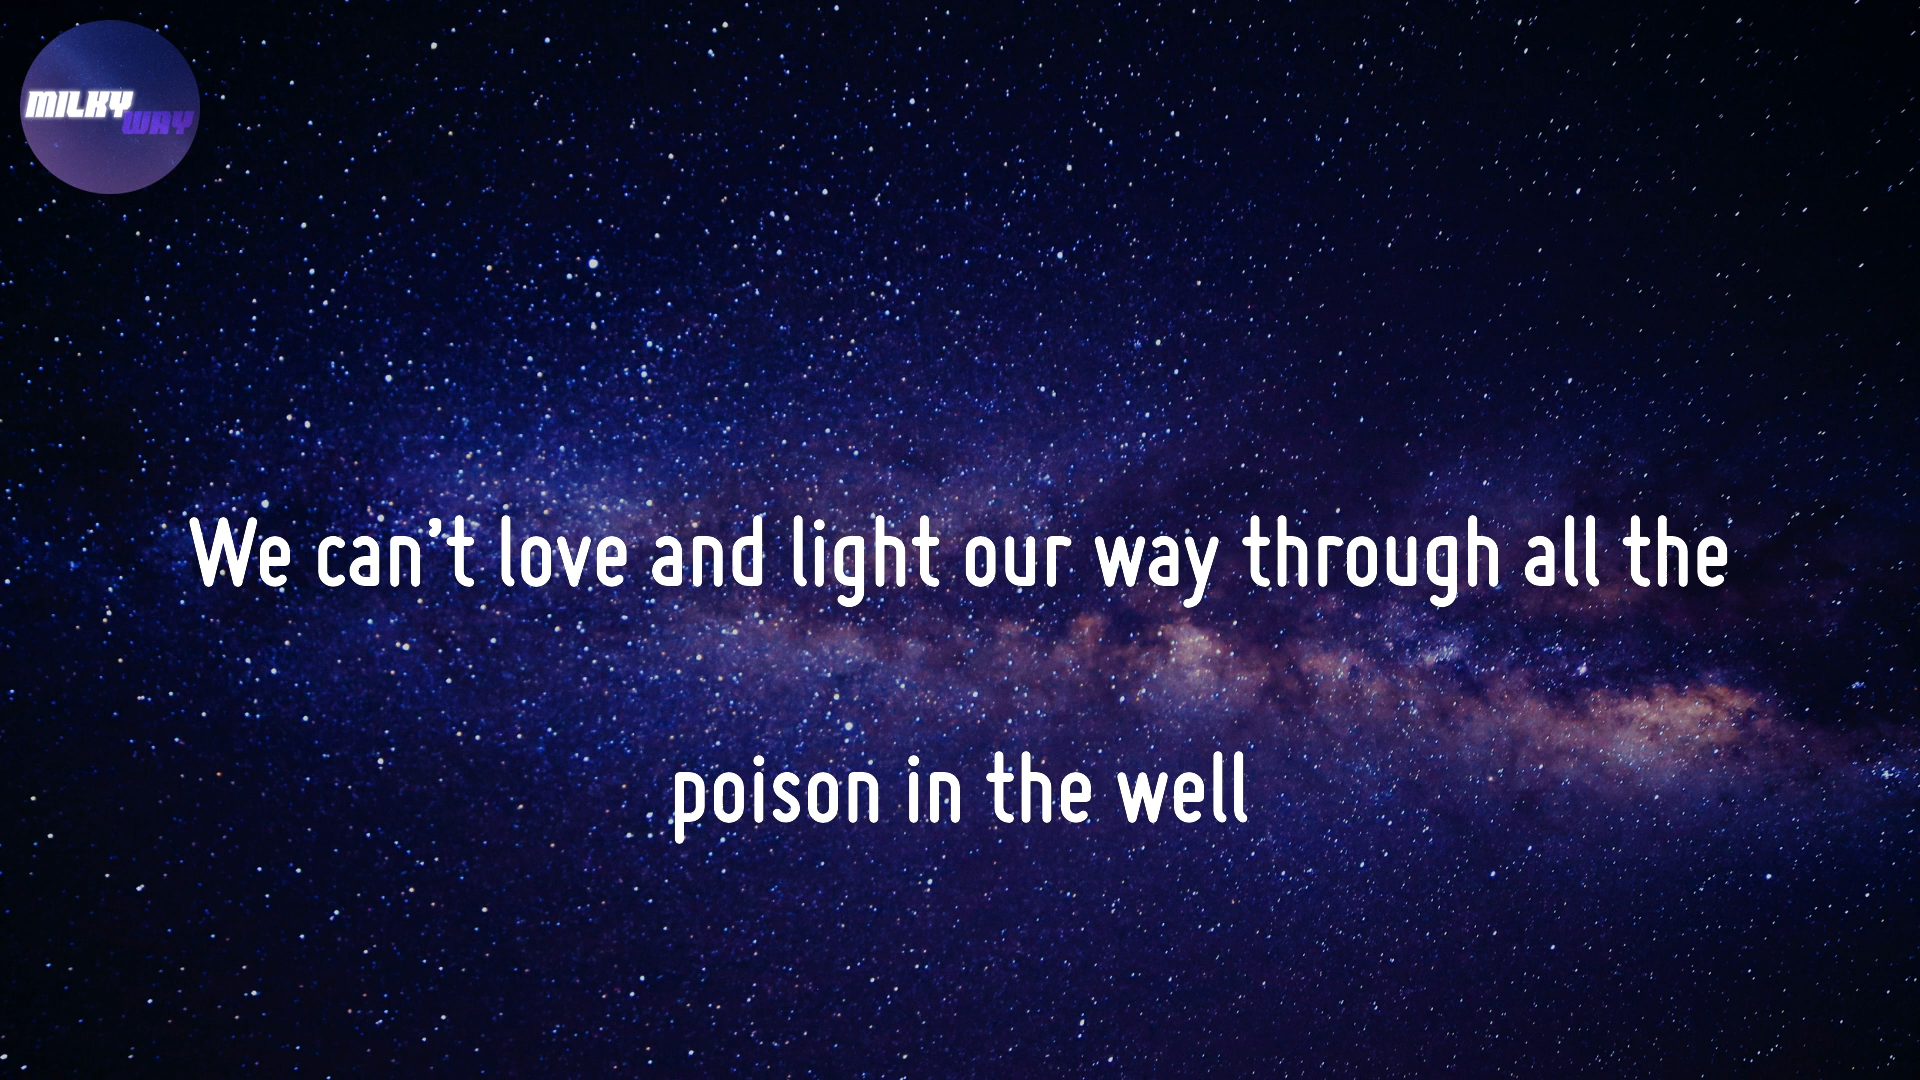 MILKY
WAY
We can’t love and light our way through all the
poison in the well